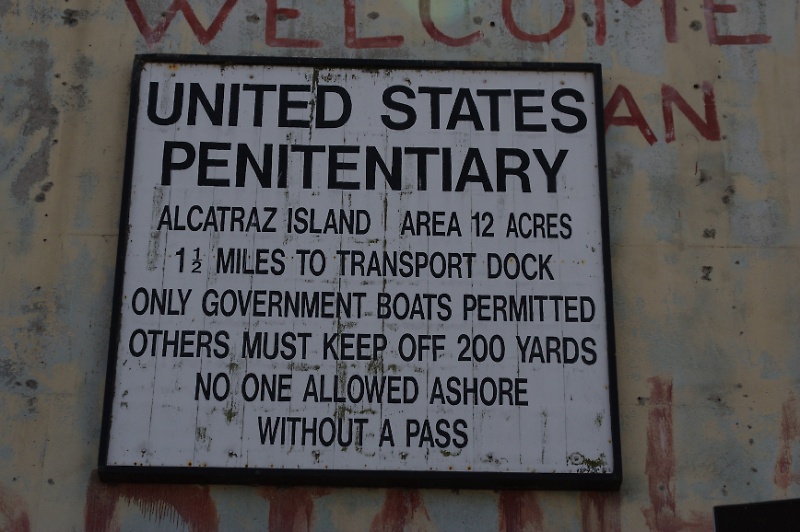 WELCOME
UNITED STATES
PENITENTIARY
ALCATRAZ ISLAND AREA 12 ACRES
1½ MILES TO TRANSPORT DOCK
ONLY GOVERNMENT BOATS PERMITTED
OTHERS MUST KEEP OFF 200 YARDS
NO ONE ALLOWED ASHORE
WITHOUT A PASS